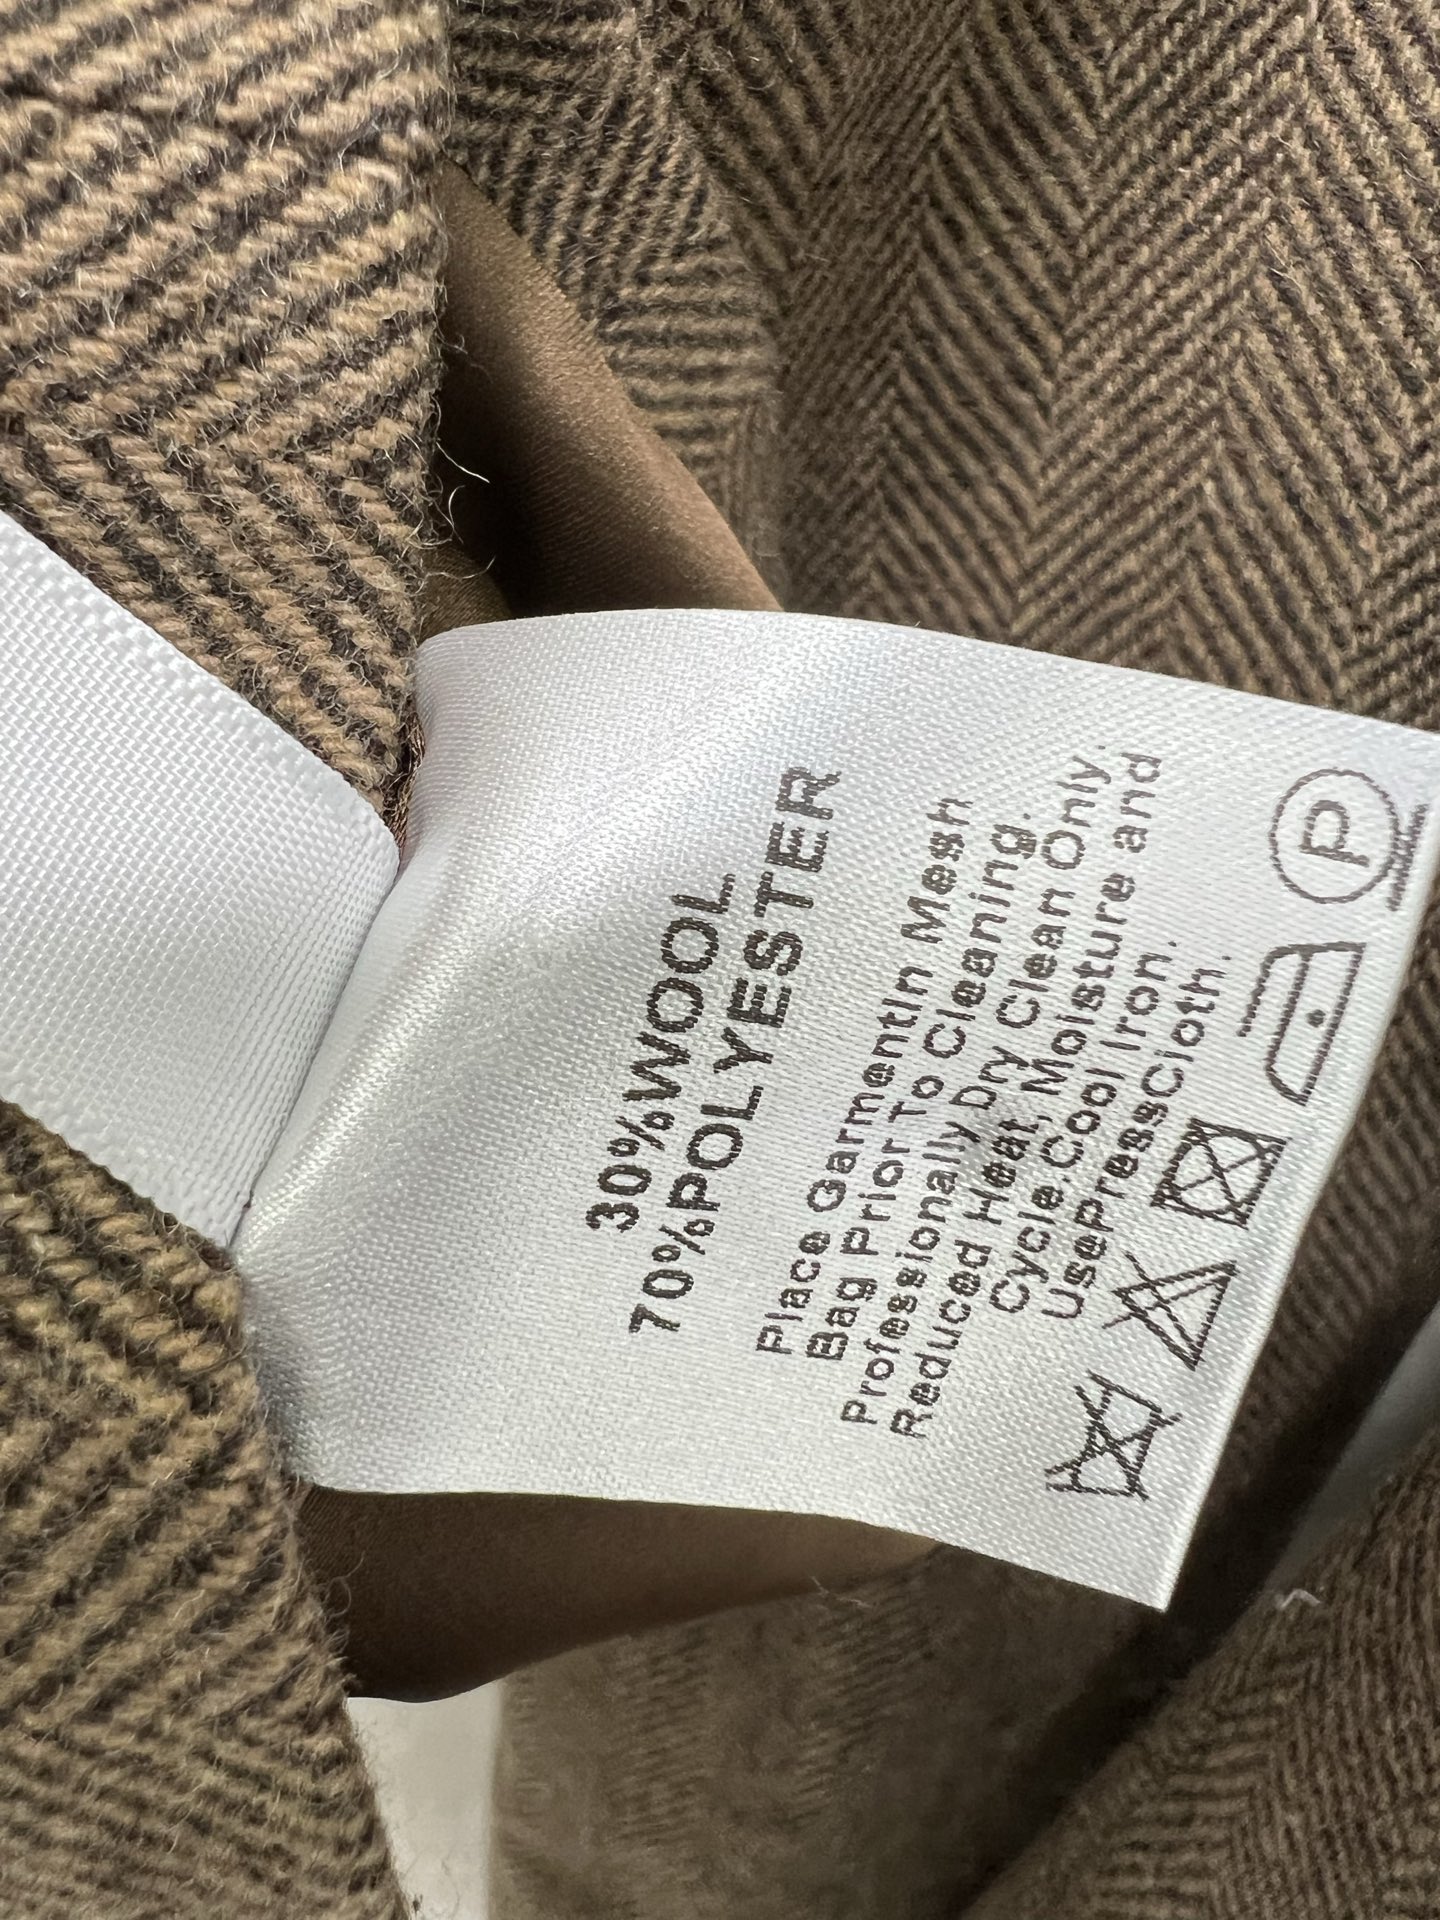 30%WOOL
70%POLYESTER
Place GarmentIn Mesh
Bag Prior To Cleaning.
Professionally Dry Clean Only.
Reduced Heat, Moisture and
Cycle.Cool Iron.
UsePressCloth.
P